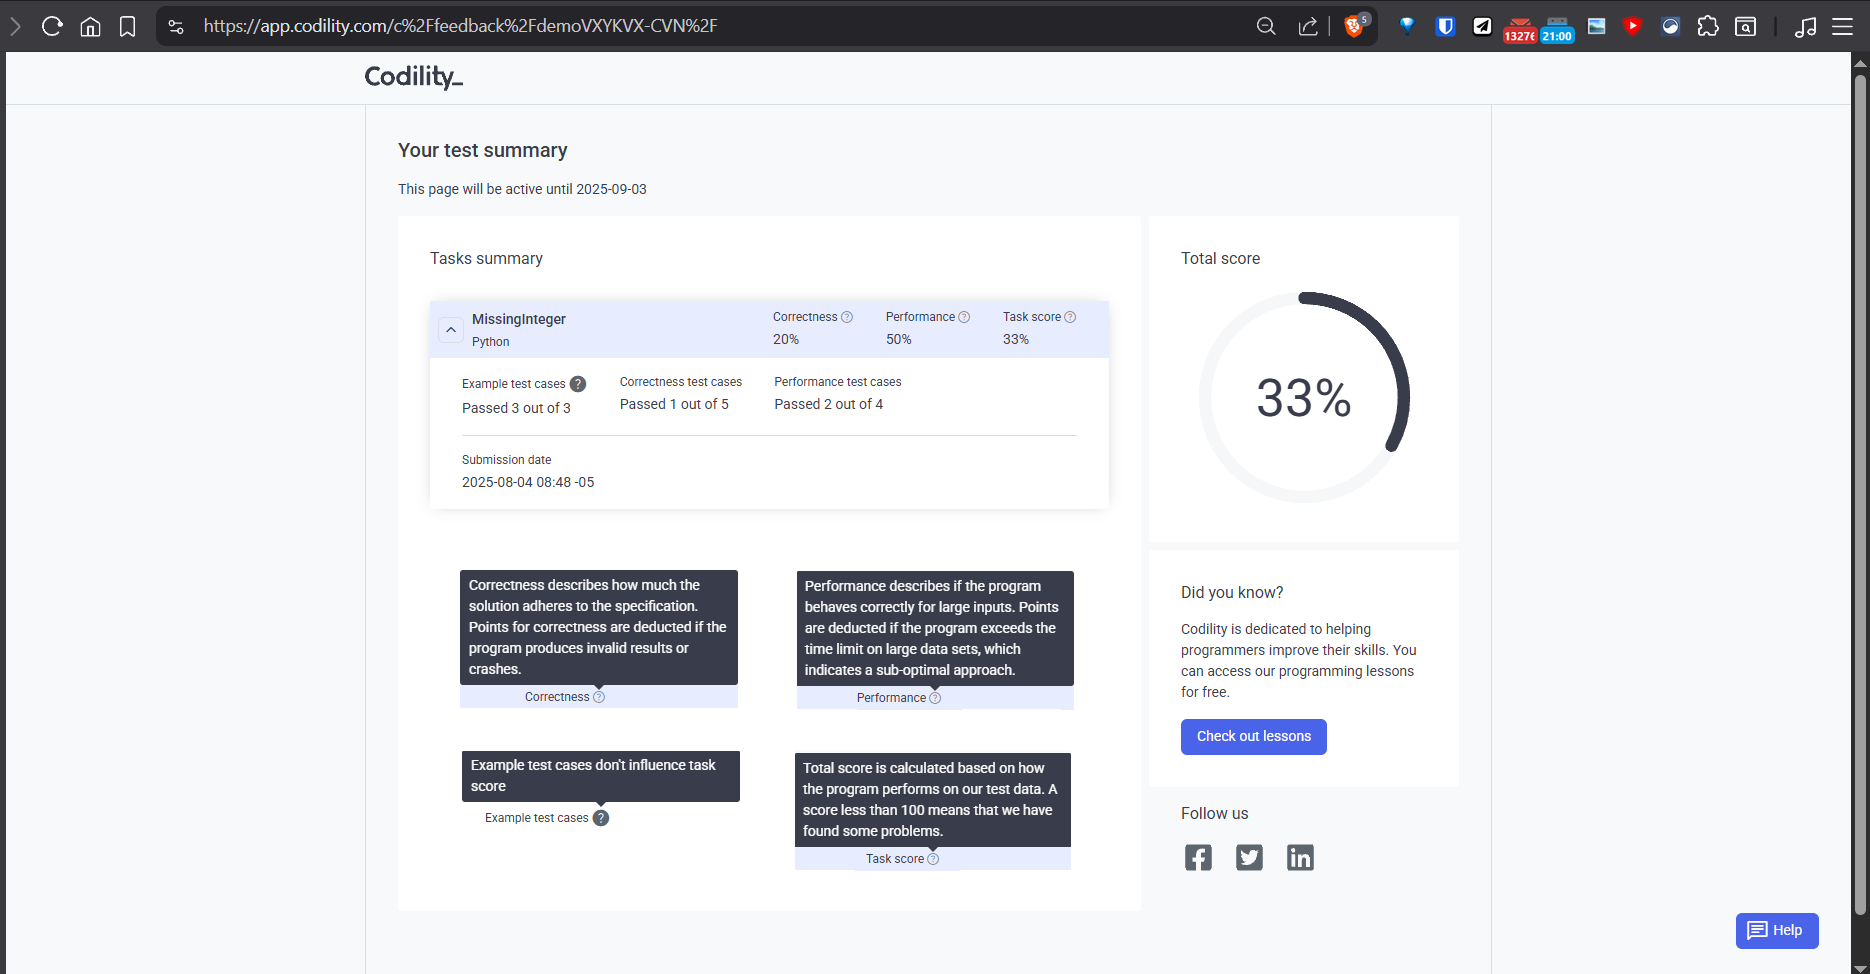 https://app.codility.com/c%2Ffeedback%2FdemoVXYKVX-CVN%2F
5
13276
21:00
Codility_
Your test summary
This page will be active until 2025-09-03
Tasks summary
MissingInteger
Python
Correctness ?
20%
Performance ?
50%
Task score ?
33%
Example test cases ?
Passed 3 out of 3
Correctness test cases
Passed 1 out of 5
Performance test cases
Passed 2 out of 4
Submission date
2025-08-04 08:48 -05
Correctness describes how much the
solution adheres to the specification.
Points for correctness are deducted if the
program produces invalid results or
crashes.
Correctness ?
Performance describes if the program
behaves correctly for large inputs. Points
are deducted if the program exceeds the
time limit on large data sets, which
indicates a sub-optimal approach.
Performance ?
Example test cases don't influence task
score
Example test cases ?
Total score is calculated based on how
the program performs on our test data. A
score less than 100 means that we have
found some problems.
Task score ?
Total score
33%
Did you know?
Codility is dedicated to helping
programmers improve their skills. You
can access our programming lessons
for free.
Check out lessons
Follow us
Help